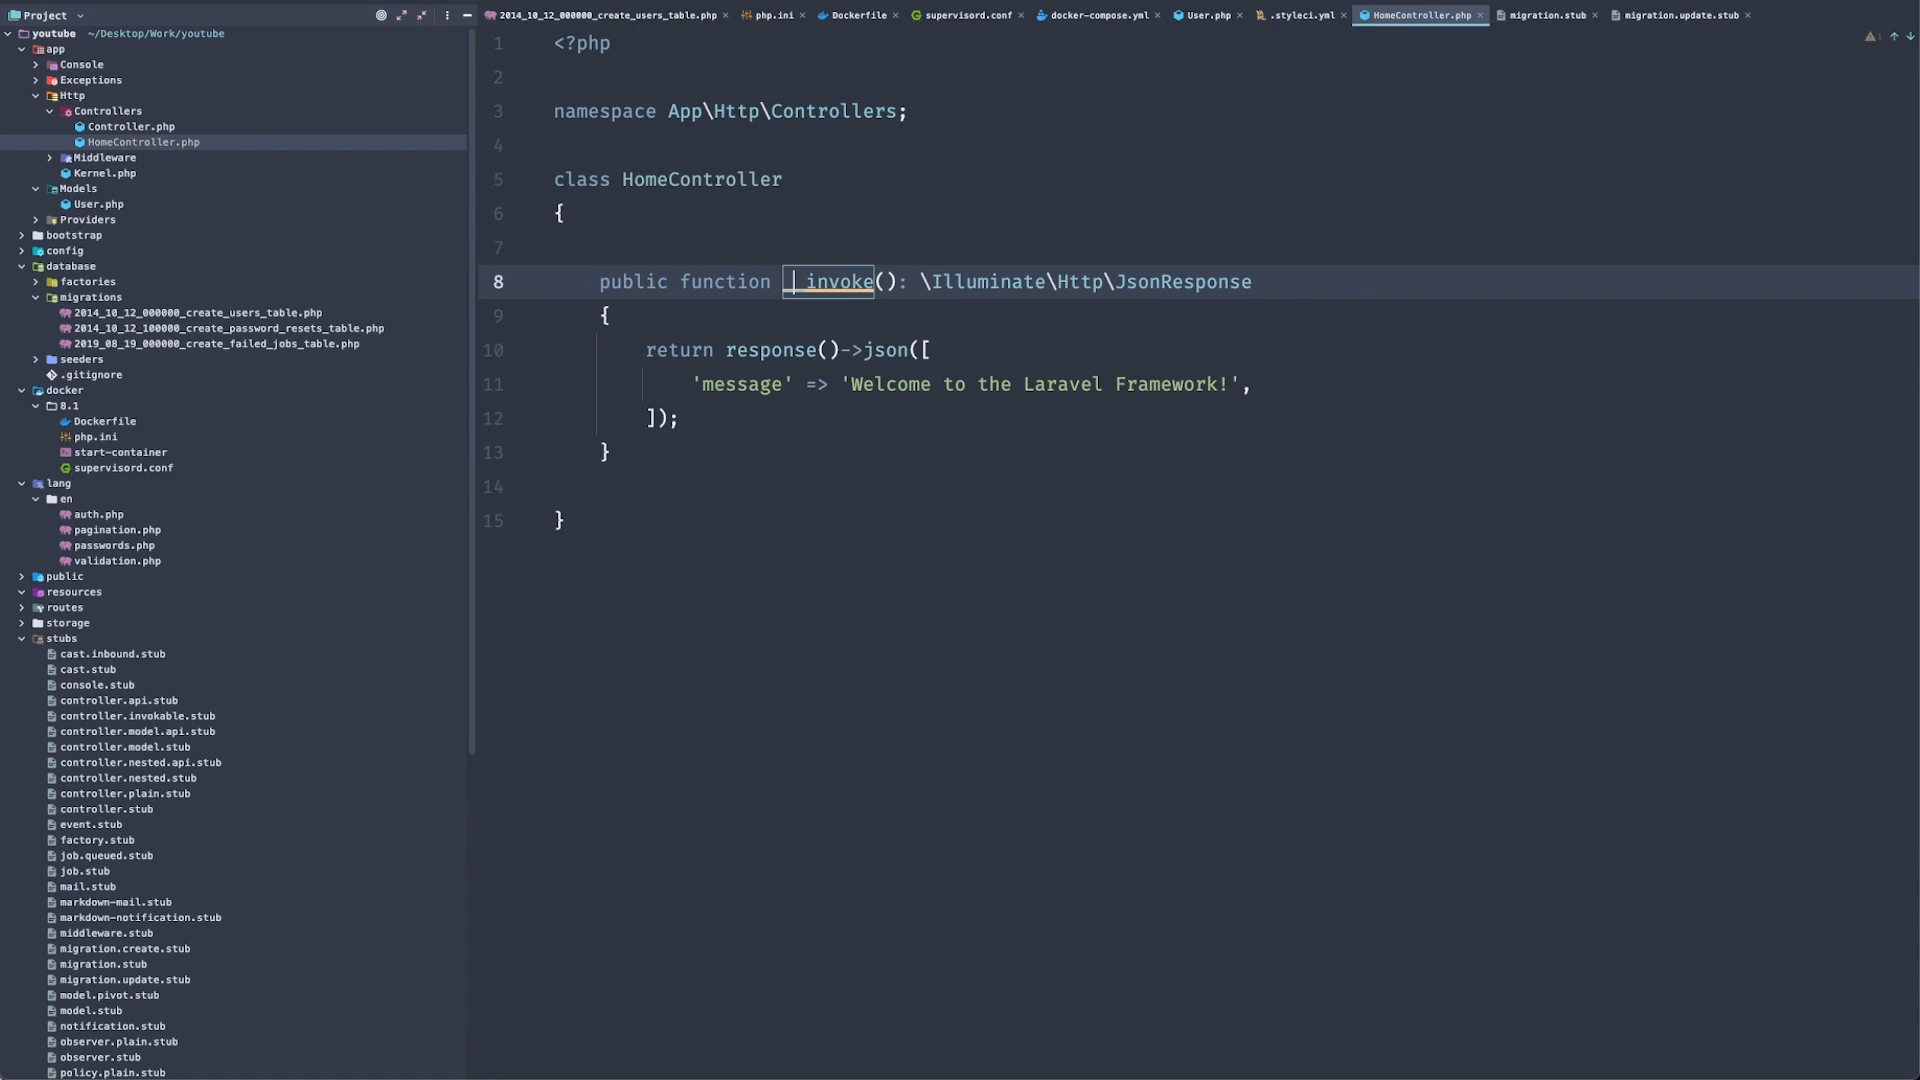 Project
youtube ~/Desktop/Work/youtube
app
Console
Exceptions
Http
Controllers
Controller.php
HomeController.php
Middleware
Kernel.php
Models
User.php
Providers
bootstrap
config
database
factories
migrations
2014_10_12_000000_create_users_table.php
2014_10_12_100000_create_password_resets_table.php
2019_08_19_000000_create_failed_jobs_table.php
seeders
.gitignore
docker
8.1
Dockerfile
php.ini
start-container
supervisord.conf
lang
en
auth.php
pagination.php
passwords.php
validation.php
public
resources
routes
storage
stubs
cast.inbound.stub
cast.stub
console.stub
controller.api.stub
controller.invokable.stub
controller.model.api.stub
controller.model.stub
controller.nested.api.stub
controller.nested.stub
controller.plain.stub
controller.stub
event.stub
factory.stub
job.queued.stub
job.stub
mail.stub
markdown-mail.stub
markdown-notification.stub
middleware.stub
migration.create.stub
migration.stub
migration.update.stub
model.pivot.stub
model.stub
notification.stub
observer.plain.stub
observer.stub
policy.plain.stub
2014_10_12_000000_create_users_table.php php.ini Dockerfile supervisord.conf docker-compose.yml User.php .styleci.yml HomeController.php migration.stub migration.update.stub
1
1 <?php
2
3 namespace App\Http\Controllers;
4
5 class HomeController
6 {
7
8 public function __invoke(): \Illuminate\Http\JsonResponse
9 {
10 return response()->json([
11 'message' => 'Welcome to the Laravel Framework!',
12 ]);
13 }
14
15 }